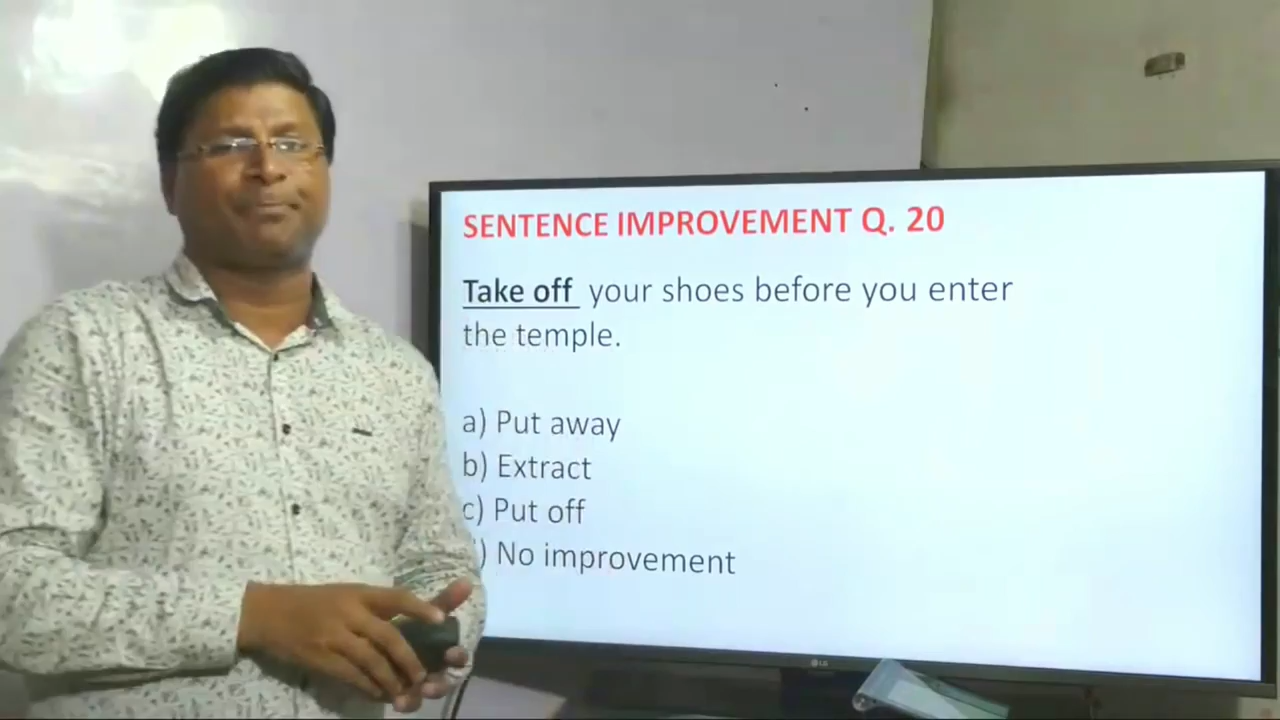 SENTENCE IMPROVEMENT Q. 20
Take off your shoes before you enter
the temple.
a) Put away
b) Extract
c) Put off
) No improvement
LG